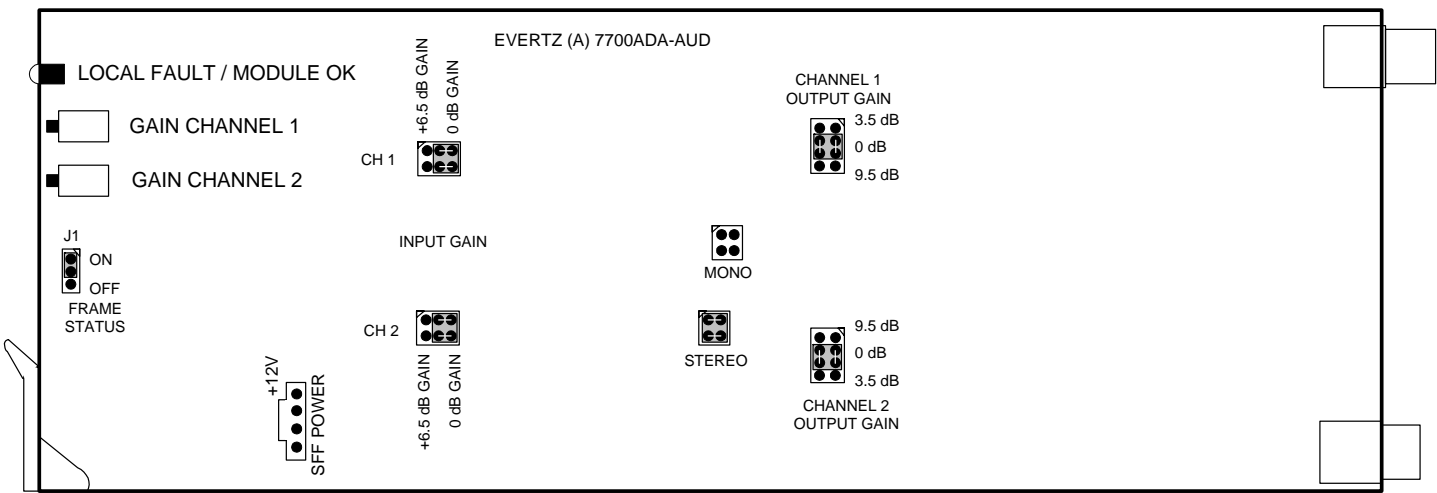 EVERTZ (A) 7700ADA-AUD
LOCAL FAULT / MODULE OK
GAIN CHANNEL 1
GAIN CHANNEL 2
J1
ON
OFF
FRAME
STATUS
+12V
SFF POWER
+6.5 dB GAIN
0 dB GAIN
CH 1
INPUT GAIN
CH 2
+6.5 dB GAIN
0 dB GAIN
MONO
STEREO
CHANNEL 1
OUTPUT GAIN
3.5 dB
0 dB
9.5 dB
9.5 dB
0 dB
3.5 dB
CHANNEL 2
OUTPUT GAIN